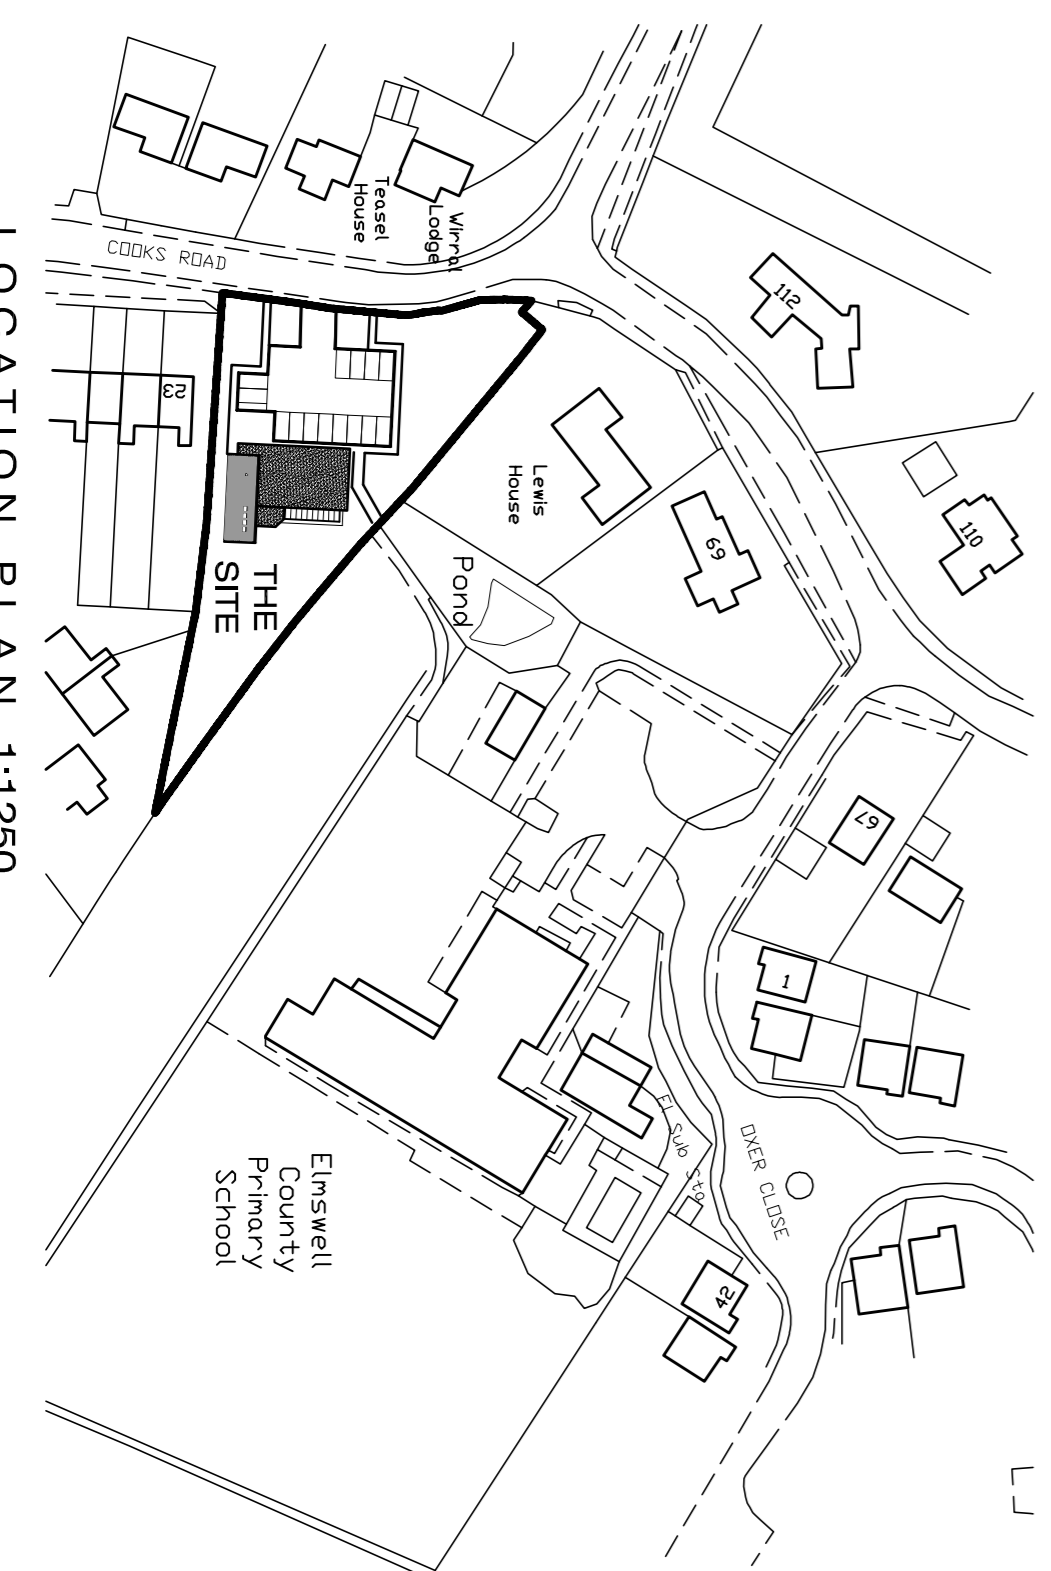 LOCATION PLAN 1:1250
COOKS ROAD
Teasel
House
Wirral
Lodge
112
110
23
Lewis
House
69
THE
SITE
Pond
67
1
El Sub Sta
OXER CLOSE
42
Elmswell
County
Primary
School